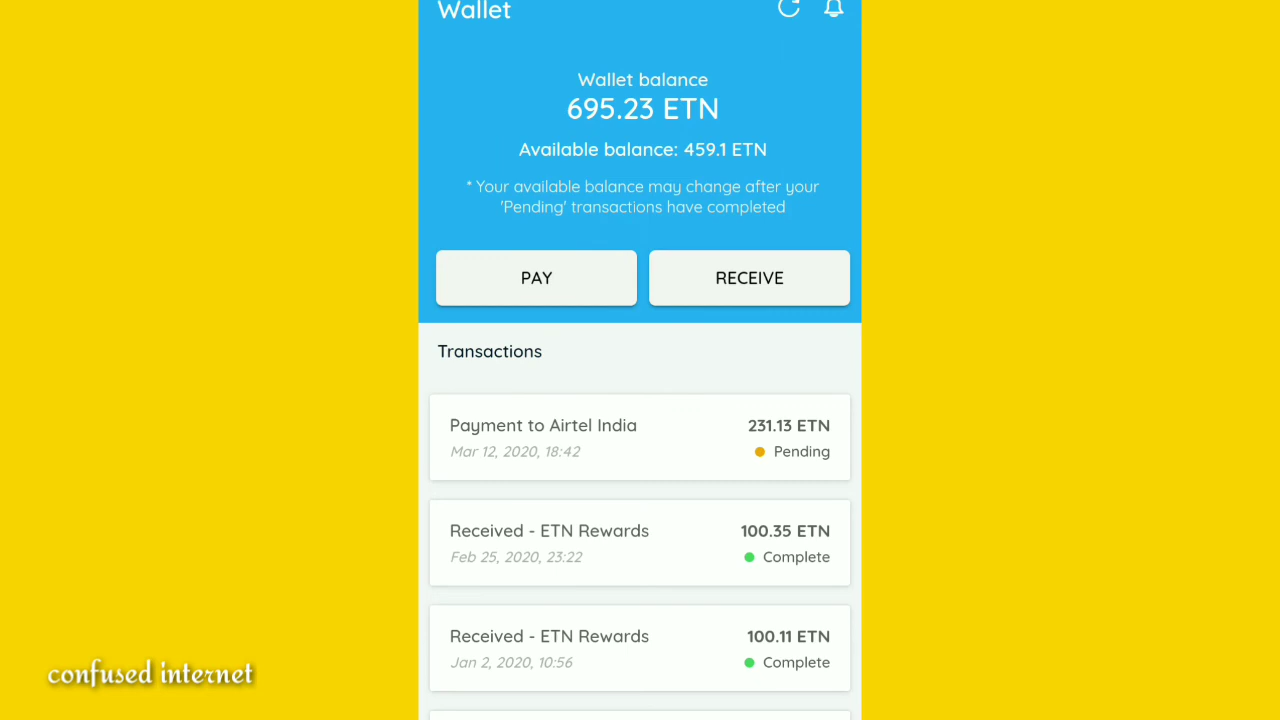 Wallet
Wallet balance
695.23 ETN
Available balance: 459.1 ETN
* Your available balance may change after your
'Pending' transactions have completed
PAY
RECEIVE
Transactions
Payment to Airtel India
231.13 ETN
Mar 12, 2020, 18:42
Pending
Received - ETN Rewards
100.35 ETN
Feb 25, 2020, 23:22
Complete
Received - ETN Rewards
100.11 ETN
Jan 2, 2020, 10:56
Complete
confused internet